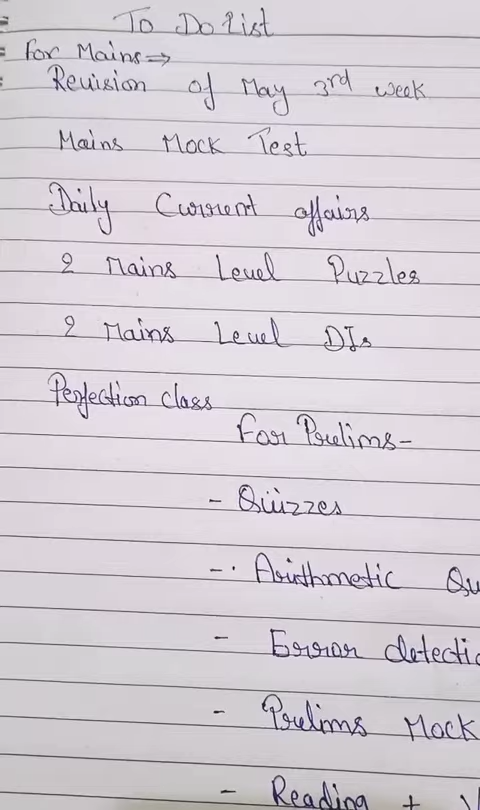 To Do List
For Mains⇒
Revision of May 3rd week
Mains Mock Test
Daily Current affairs
2 Mains Level Puzzles
2 Mains Level DIs
Perfection class
For Prelims-
- Quizzes
- Arithmetic
- Error
- Prelims Mock
- Reading +